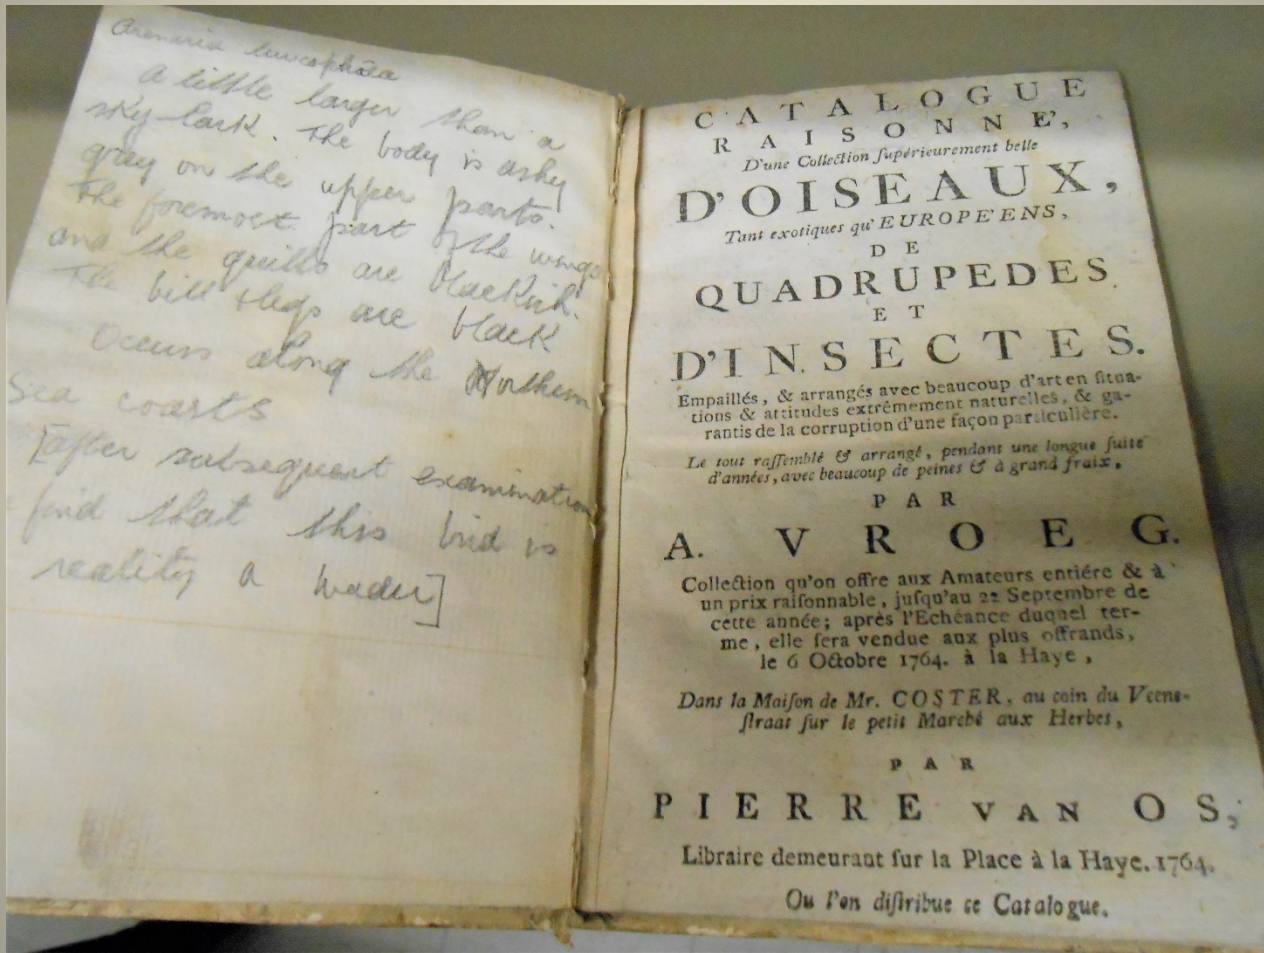 Arenaria leucophœa
A little larger than a
sky-lark. The body is ashy
gray on the upper parts.
The foremost part of the wings
and the quills are blackish.
The bill & legs are black
Occurs along the Northern
Sea coasts
[After subsequent examination
I find that this bird is
reality a wader]
CATALOGUE
RAISONNE',
D'une Collection ſupérieurement belle
D'OISEAUX,
Tant exotiques qu'EUROPE'ENS,
DE
QUADRUPEDES
ET
D'INSECTES.
Empaillés, & arrangés avec beaucoup d'art en ſitua-
tions & attitudes extrêmement naturelles, & ga-
rantis de la corruption d'une façon particulière.
Le tout raſſemblé & arrangé, pendant une longue ſuite
d'années, avec beaucoup de peines & à grand fraix,
PAR
A. VROEG.
Collection qu'on offre aux Amateurs entiére & à
un prix raiſonnable, juſqu'au 22 Septembre de
cette année; après l'Echéance duquel ter-
me, elle ſera vendue aux plus offrands,
le 6 Octobre 1764. à la Haye,
Dans la Maiſon de Mr. COSTER, au coin du Veene-
ſtraat ſur le petit Marché aux Herbes,
PAR
PIERRE VAN OS,
Libraire demeurant ſur la Place à la Haye. 1764.
Ou l'on diſtribue ce Catalogue.